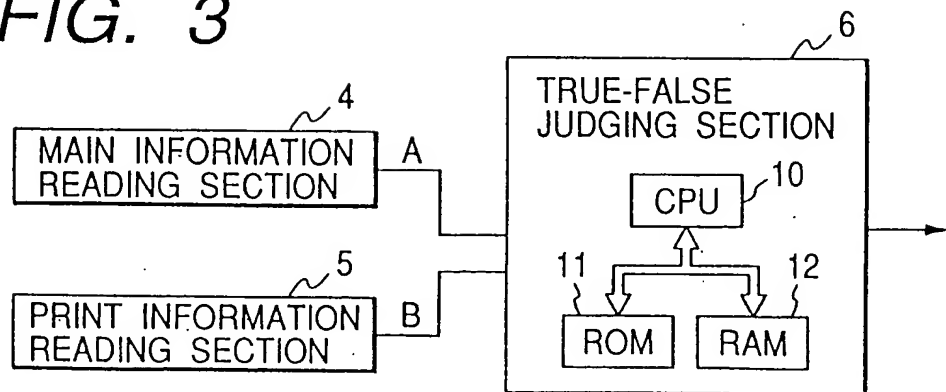 FIG. 3
4
MAIN INFORMATION
READING SECTION
A
5
PRINT INFORMATION
READING SECTION
B
6
TRUE-FALSE
JUDGING SECTION
CPU
10
11
ROM
12
RAM